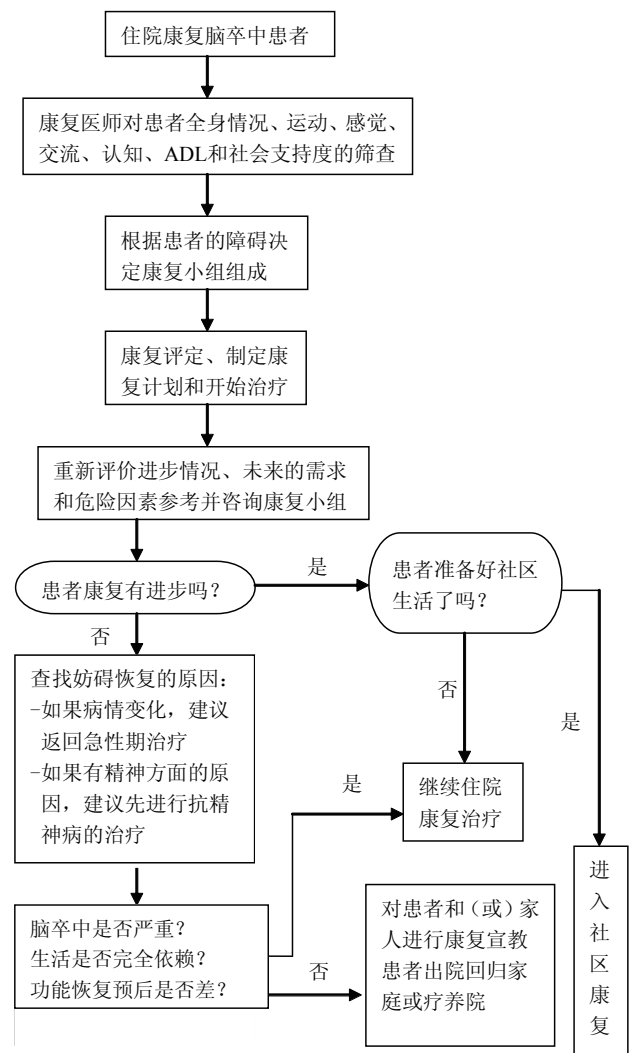 住院康复脑卒中患者
康复医师对患者全身情况、运动、感觉、
交流、认知、ADL和社会支持度的筛查
根据患者的障碍决
定康复小组组成
康复评定、制定康
复计划和开始治疗
重新评价进步情况、未来的需求
和危险因素参考并咨询康复小组
患者康复有进步吗？
是
患者准备好社区
生活了吗？
否
查找妨碍恢复的原因：
-如果病情变化，建议
返回急性期治疗
-如果有精神方面的原
因，建议先进行抗精
神病的治疗
否
是
是
继续住院
康复治疗
脑卒中是否严重？
生活是否完全依赖？
功能恢复预后是否差？
否
对患者和（或）家
人进行康复宣教
患者出院回归家
庭或疗养院
进
入
社
区
康
复